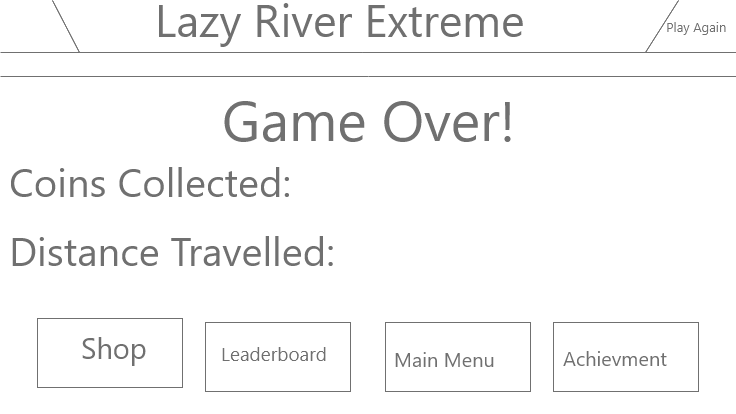 Lazy River Extreme
Play Again
Game Over!
Coins Collected:
Distance Travelled:
Shop
Leaderboard
Main Menu
Achievment